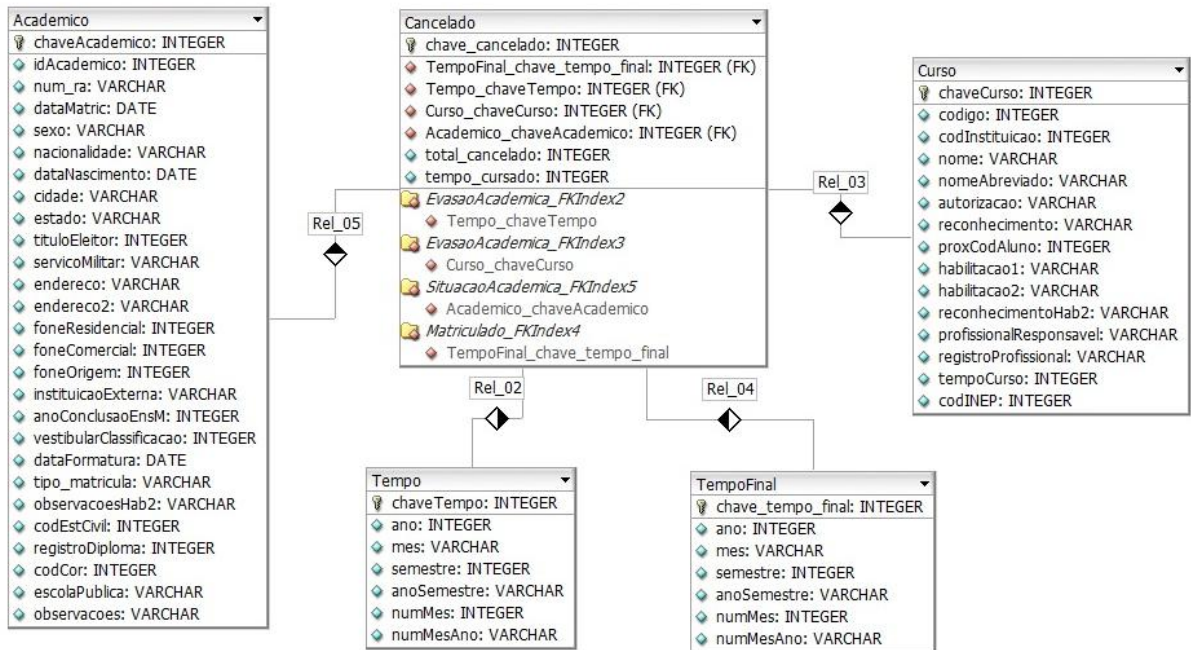 Academico
chaveAcademico: INTEGER
idAcademico: INTEGER
num_ra: VARCHAR
dataMatric: DATE
sexo: VARCHAR
nacionalidade: VARCHAR
dataNascimento: DATE
cidade: VARCHAR
estado: VARCHAR
tituloEleitor: INTEGER
servicoMilitar: VARCHAR
endereco: VARCHAR
endereco2: VARCHAR
foneResidencial: INTEGER
foneComercial: INTEGER
foneOrigem: INTEGER
instituicaoExterna: VARCHAR
anoConclusaoEnsM: INTEGER
vestibularClassificacao: INTEGER
dataFormatura: DATE
tipo_matricula: VARCHAR
observacoesHab2: VARCHAR
codEstCivil: INTEGER
registroDiploma: INTEGER
codCor: INTEGER
escolaPublica: VARCHAR
observacoes: VARCHAR
Rel_05
Cancelado
chave_cancelado: INTEGER
TempoFinal_chave_tempo_final: INTEGER (FK)
Tempo_chaveTempo: INTEGER (FK)
Curso_chaveCurso: INTEGER (FK)
Academico_chaveAcademico: INTEGER (FK)
total_cancelado: INTEGER
tempo_cursado: INTEGER
EvasaoAcademica_FKIndex2
Tempo_chaveTempo
EvasaoAcademica_FKIndex3
Curso_chaveCurso
SituacaoAcademica_FKIndex5
Academico_chaveAcademico
Matriculado_FKIndex4
TempoFinal_chave_tempo_final
Rel_03
Curso
chaveCurso: INTEGER
codigo: INTEGER
codInstituicao: INTEGER
nome: VARCHAR
nomeAbreviado: VARCHAR
autorizacao: VARCHAR
reconhecimento: VARCHAR
proxCodAluno: INTEGER
habilitacao1: VARCHAR
habilitacao2: VARCHAR
reconhecimentoHab2: VARCHAR
profissionalResponsavel: VARCHAR
registroProfissional: VARCHAR
tempoCurso: INTEGER
codINEP: INTEGER
Rel_02
Rel_04
Tempo
chaveTempo: INTEGER
ano: INTEGER
mes: VARCHAR
semestre: INTEGER
anoSemestre: VARCHAR
numMes: INTEGER
numMesAno: VARCHAR
TempoFinal
chave_tempo_final: INTEGER
ano: INTEGER
mes: VARCHAR
semestre: INTEGER
anoSemestre: VARCHAR
numMes: INTEGER
numMesAno: VARCHAR